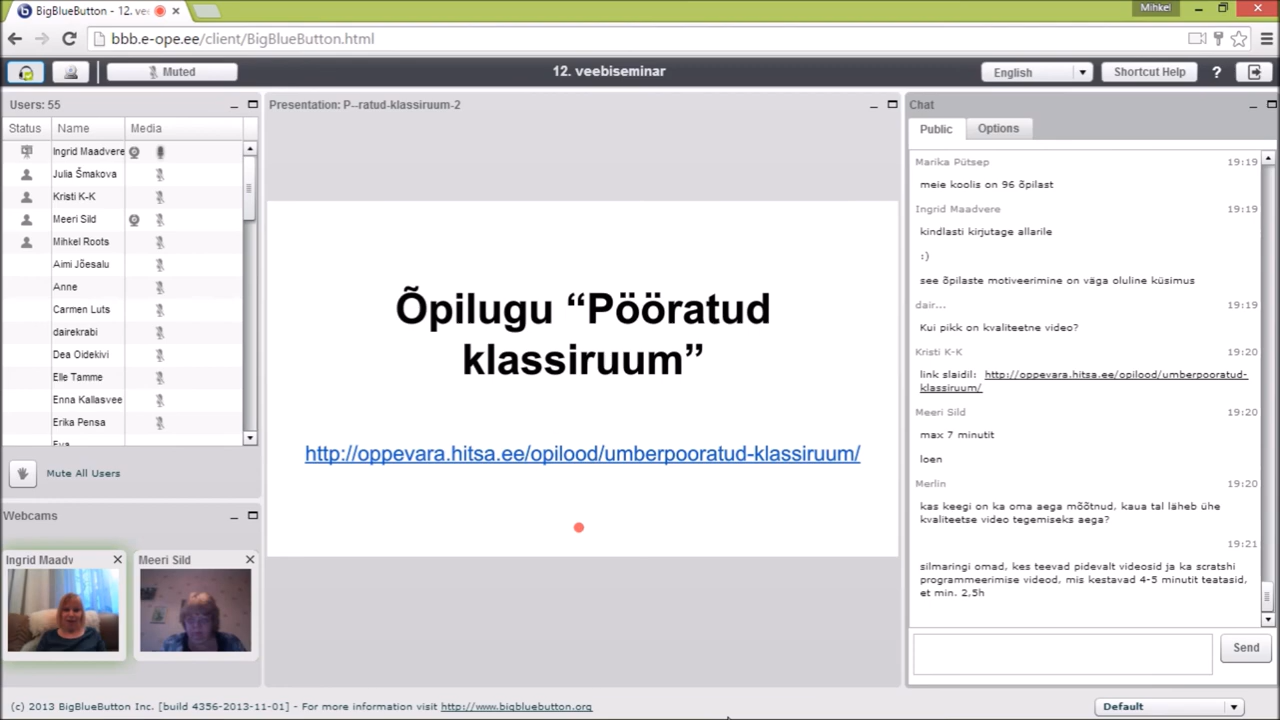 BigBlueButton - 12. vee
Mihkel
bbb.e-ope.ee/client/BigBlueButton.html
Muted
12. veebiseminar
English
Shortcut Help
?
Users: 55
Status Name Media
Ingrid Maadvere
Julia Šmakova
Kristi K-K
Meeri Sild
Mihkel Roots
Aimi Jõesalu
Anne
Carmen Luts
dairekrabi
Dea Oidekivi
Elle Tamme
Enna Kallasvee
Erika Pensa
Eva
Mute All Users
Webcams
Ingrid Maadv
Meeri Sild
Presentation: P--ratud-klassiruum-2
Õpilugu “Pööratud
klassiruum”
http://oppevara.hitsa.ee/opilood/umberpooratud-klassiruum/
Chat
Public Options
Marika Pütsep 19:19
meie koolis on 96 õpilast
Ingrid Maadvere 19:19
kindlasti kirjutage allarile
:)
see õpilaste motiveerimine on väga oluline küsimus
dair... 19:19
Kui pikk on kvaliteetne video?
Kristi K-K 19:20
link slaidil: http://oppevara.hitsa.ee/opilood/umberpooratud-
klassiruum/
Meeri Sild 19:20
max 7 minutit
loen
Merlin 19:20
kas keegi on ka oma aega mõõtnud, kaua tal läheb ühe
kvaliteetse video tegemiseks aega?
19:21
silmaringi omad, kes teevad pidevalt videosid ja ka scratshi
programmeerimise videod, mis kestavad 4-5 minutit teatasid,
et min. 2,5h
Send
(c) 2013 BigBlueButton Inc. [build 4356-2013-11-01] - For more information visit http://www.bigbluebutton.org
Default